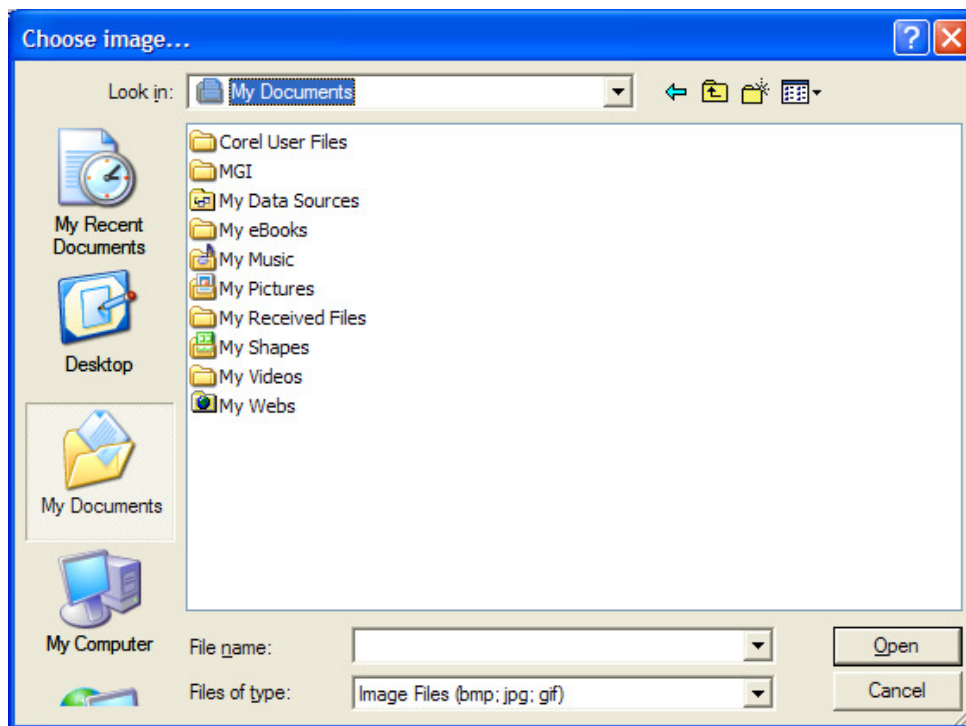 Choose image...
Look in:
My Documents
My Recent
Documents
Desktop
My Documents
My Computer
Corel User Files
MGI
My Data Sources
My eBooks
My Music
My Pictures
My Received Files
My Shapes
My Videos
My Webs
File name:
Open
Files of type:
Image Files (bmp; jpg; gif)
Cancel